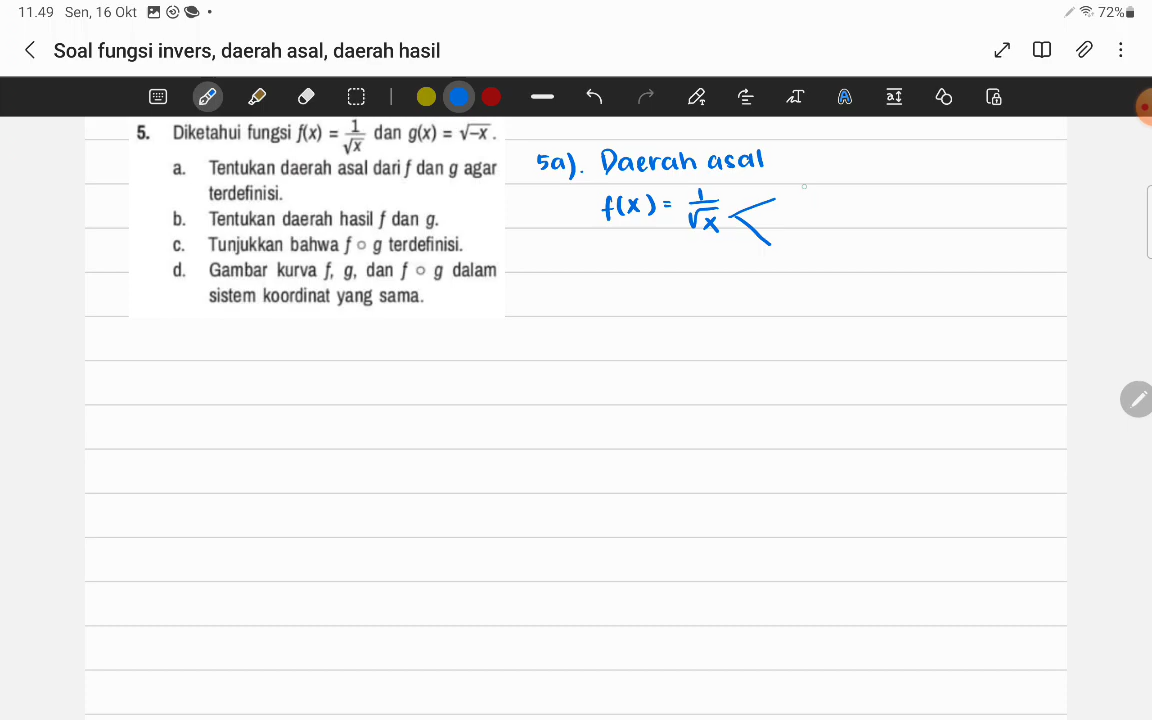 11.49 Sen, 16 Okt 72%
Soal fungsi invers, daerah asal, daerah hasil
5. Diketahui fungsi f(x) = 1/√x dan g(x) = √−x .
a. Tentukan daerah asal dari f dan g agar
terdefinisi.
b. Tentukan daerah hasil f dan g.
c. Tunjukkan bahwa f ∘ g terdefinisi.
d. Gambar kurva f, g, dan f ∘ g dalam
sistem koordinat yang sama.
5a). Daerah asal
f(x) = 1/√x <